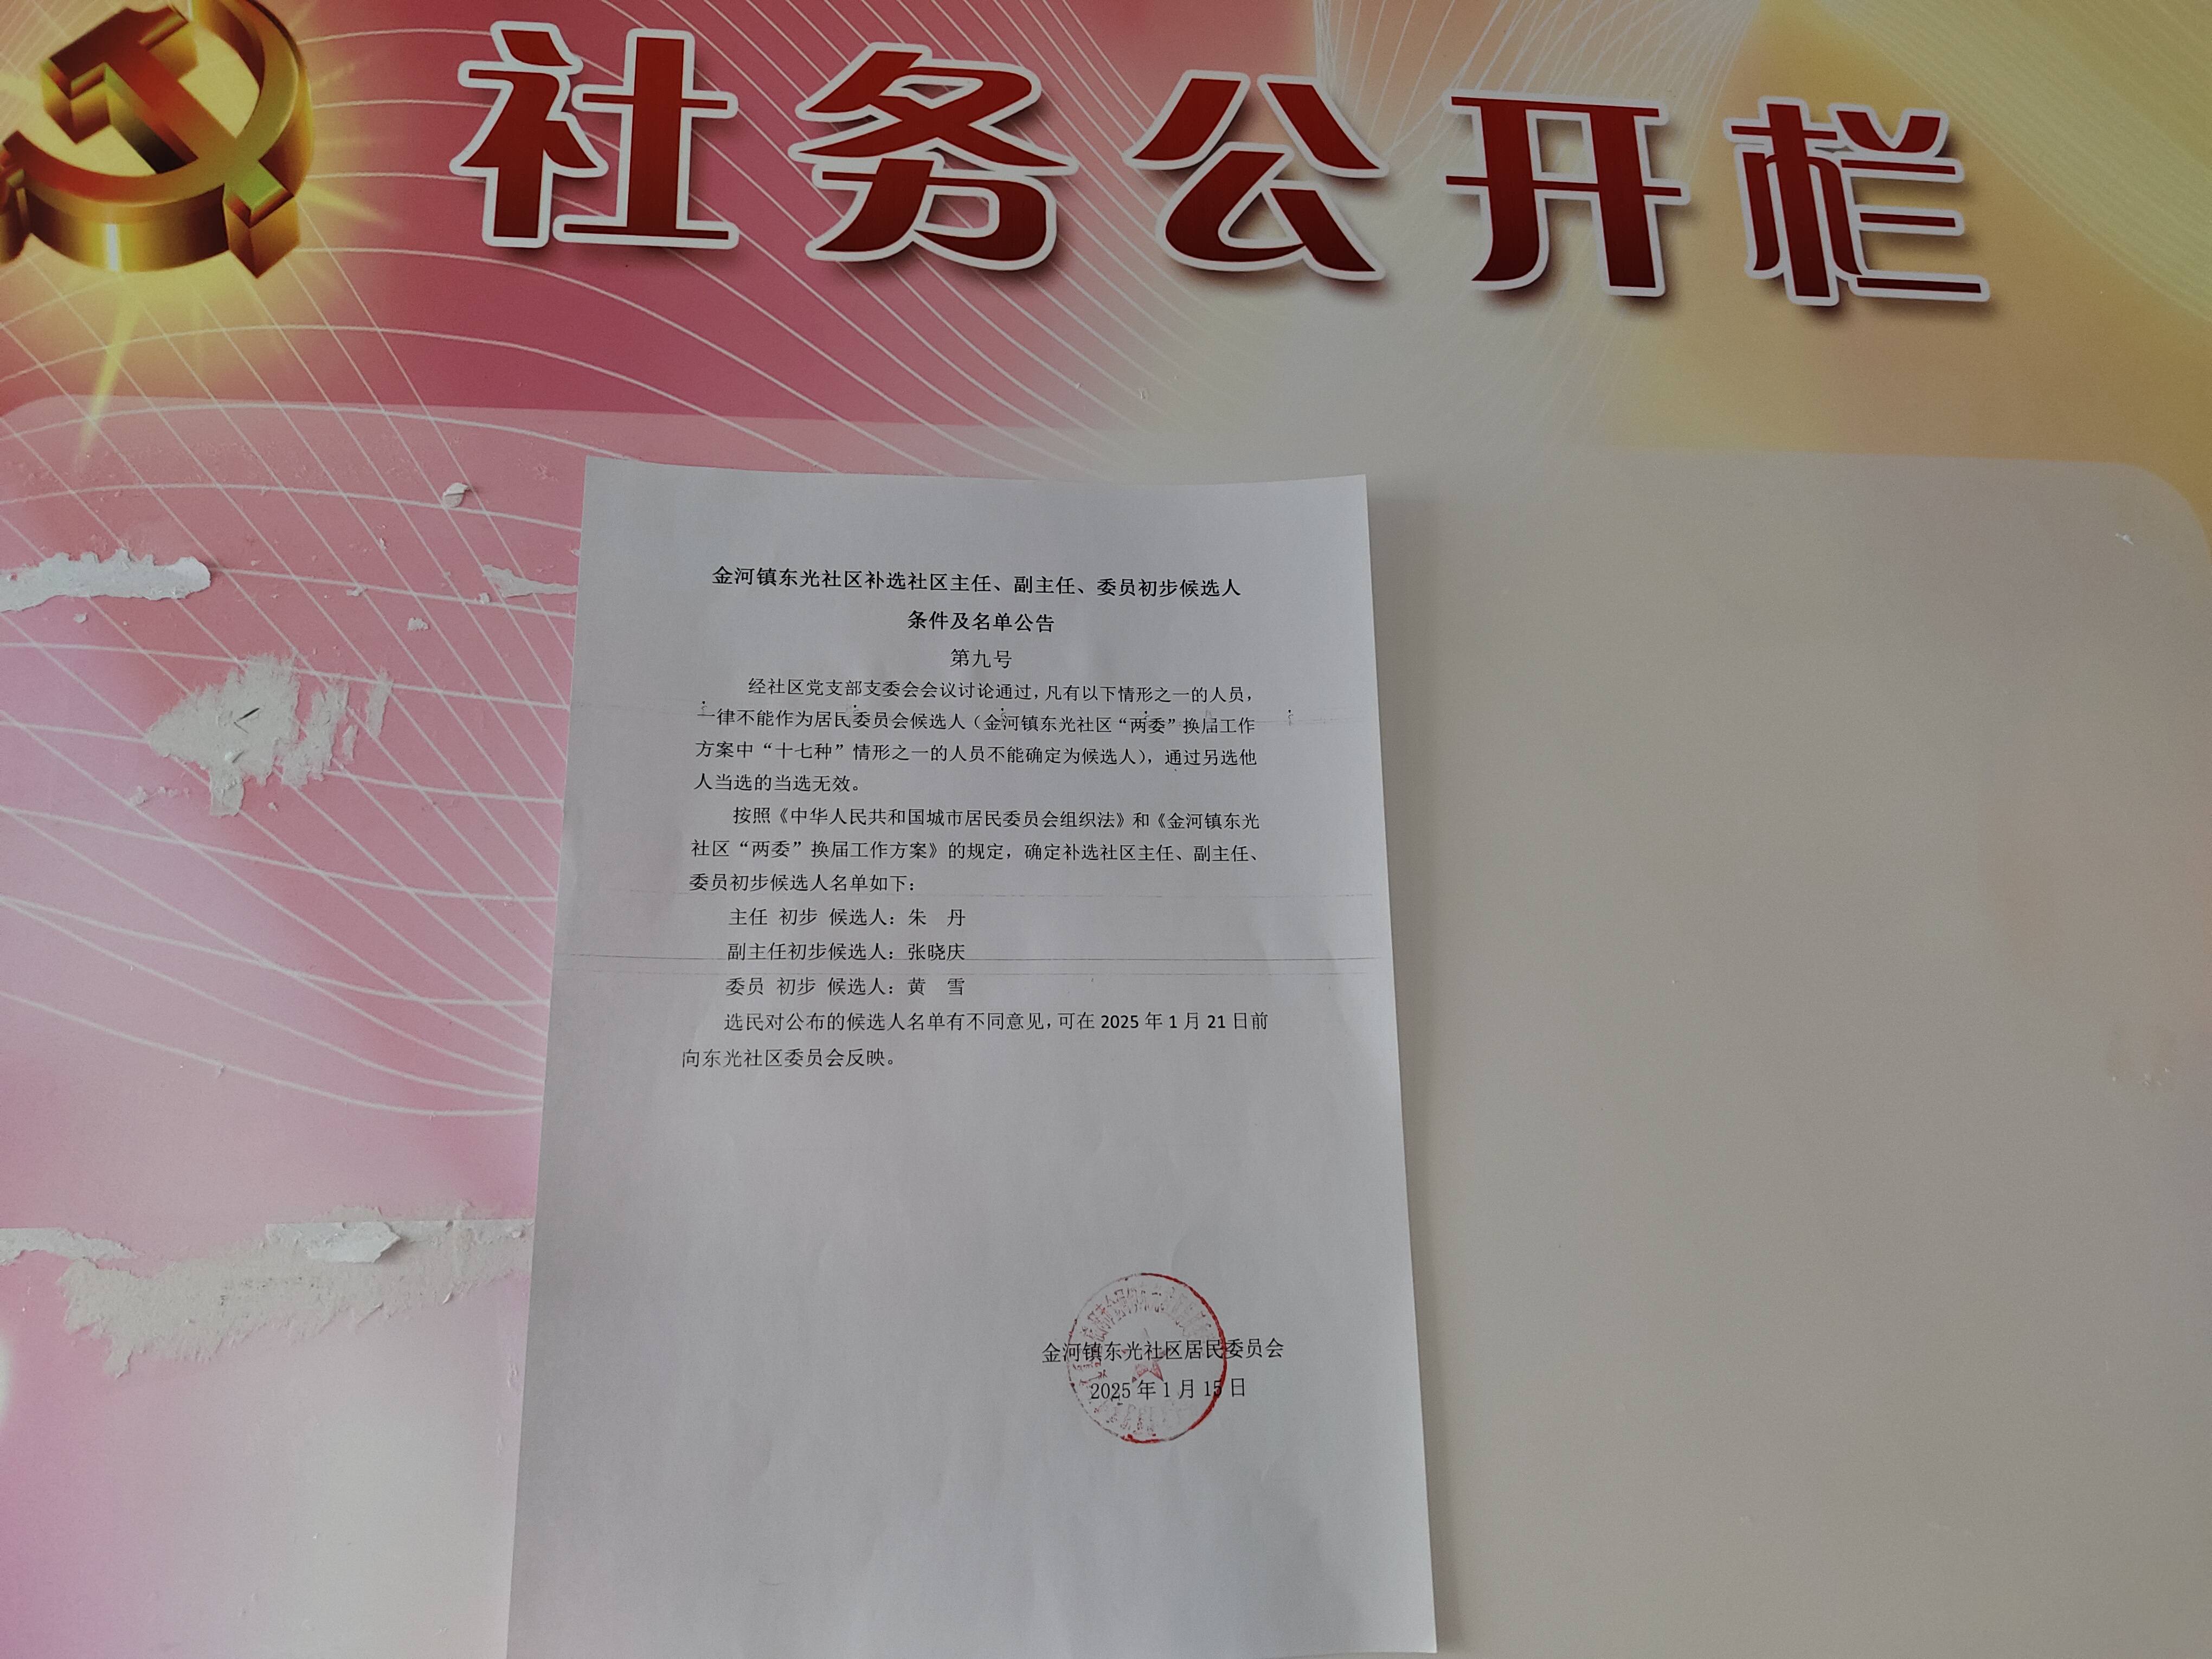 社务公开栏
金河镇东光社区补选社区主任、副主任、委员初步候选人
条件及名单公告
第九号
经社区党支部支委会会议讨论通过，凡有以下情形之一的人员，
一律不能作为居民委员会候选人（金河镇东光社区“两委”换届工作
方案中“十七种”情形之一的人员不能确定为候选人），通过另选他
人当选的当选无效。
按照《中华人民共和国城市居民委员会组织法》和《金河镇东光
社区“两委”换届工作方案》的规定，确定补选社区主任、副主任、
委员初步候选人名单如下：
主任 初步 候选人：朱　丹
副主任初步候选人：张晓庆
委员 初步 候选人：黄　雪
选民对公布的候选人名单有不同意见，可在 2025 年 1 月 21 日前
向东光社区委员会反映。
金河镇东光社区居民委员会
2025 年 1 月 15 日